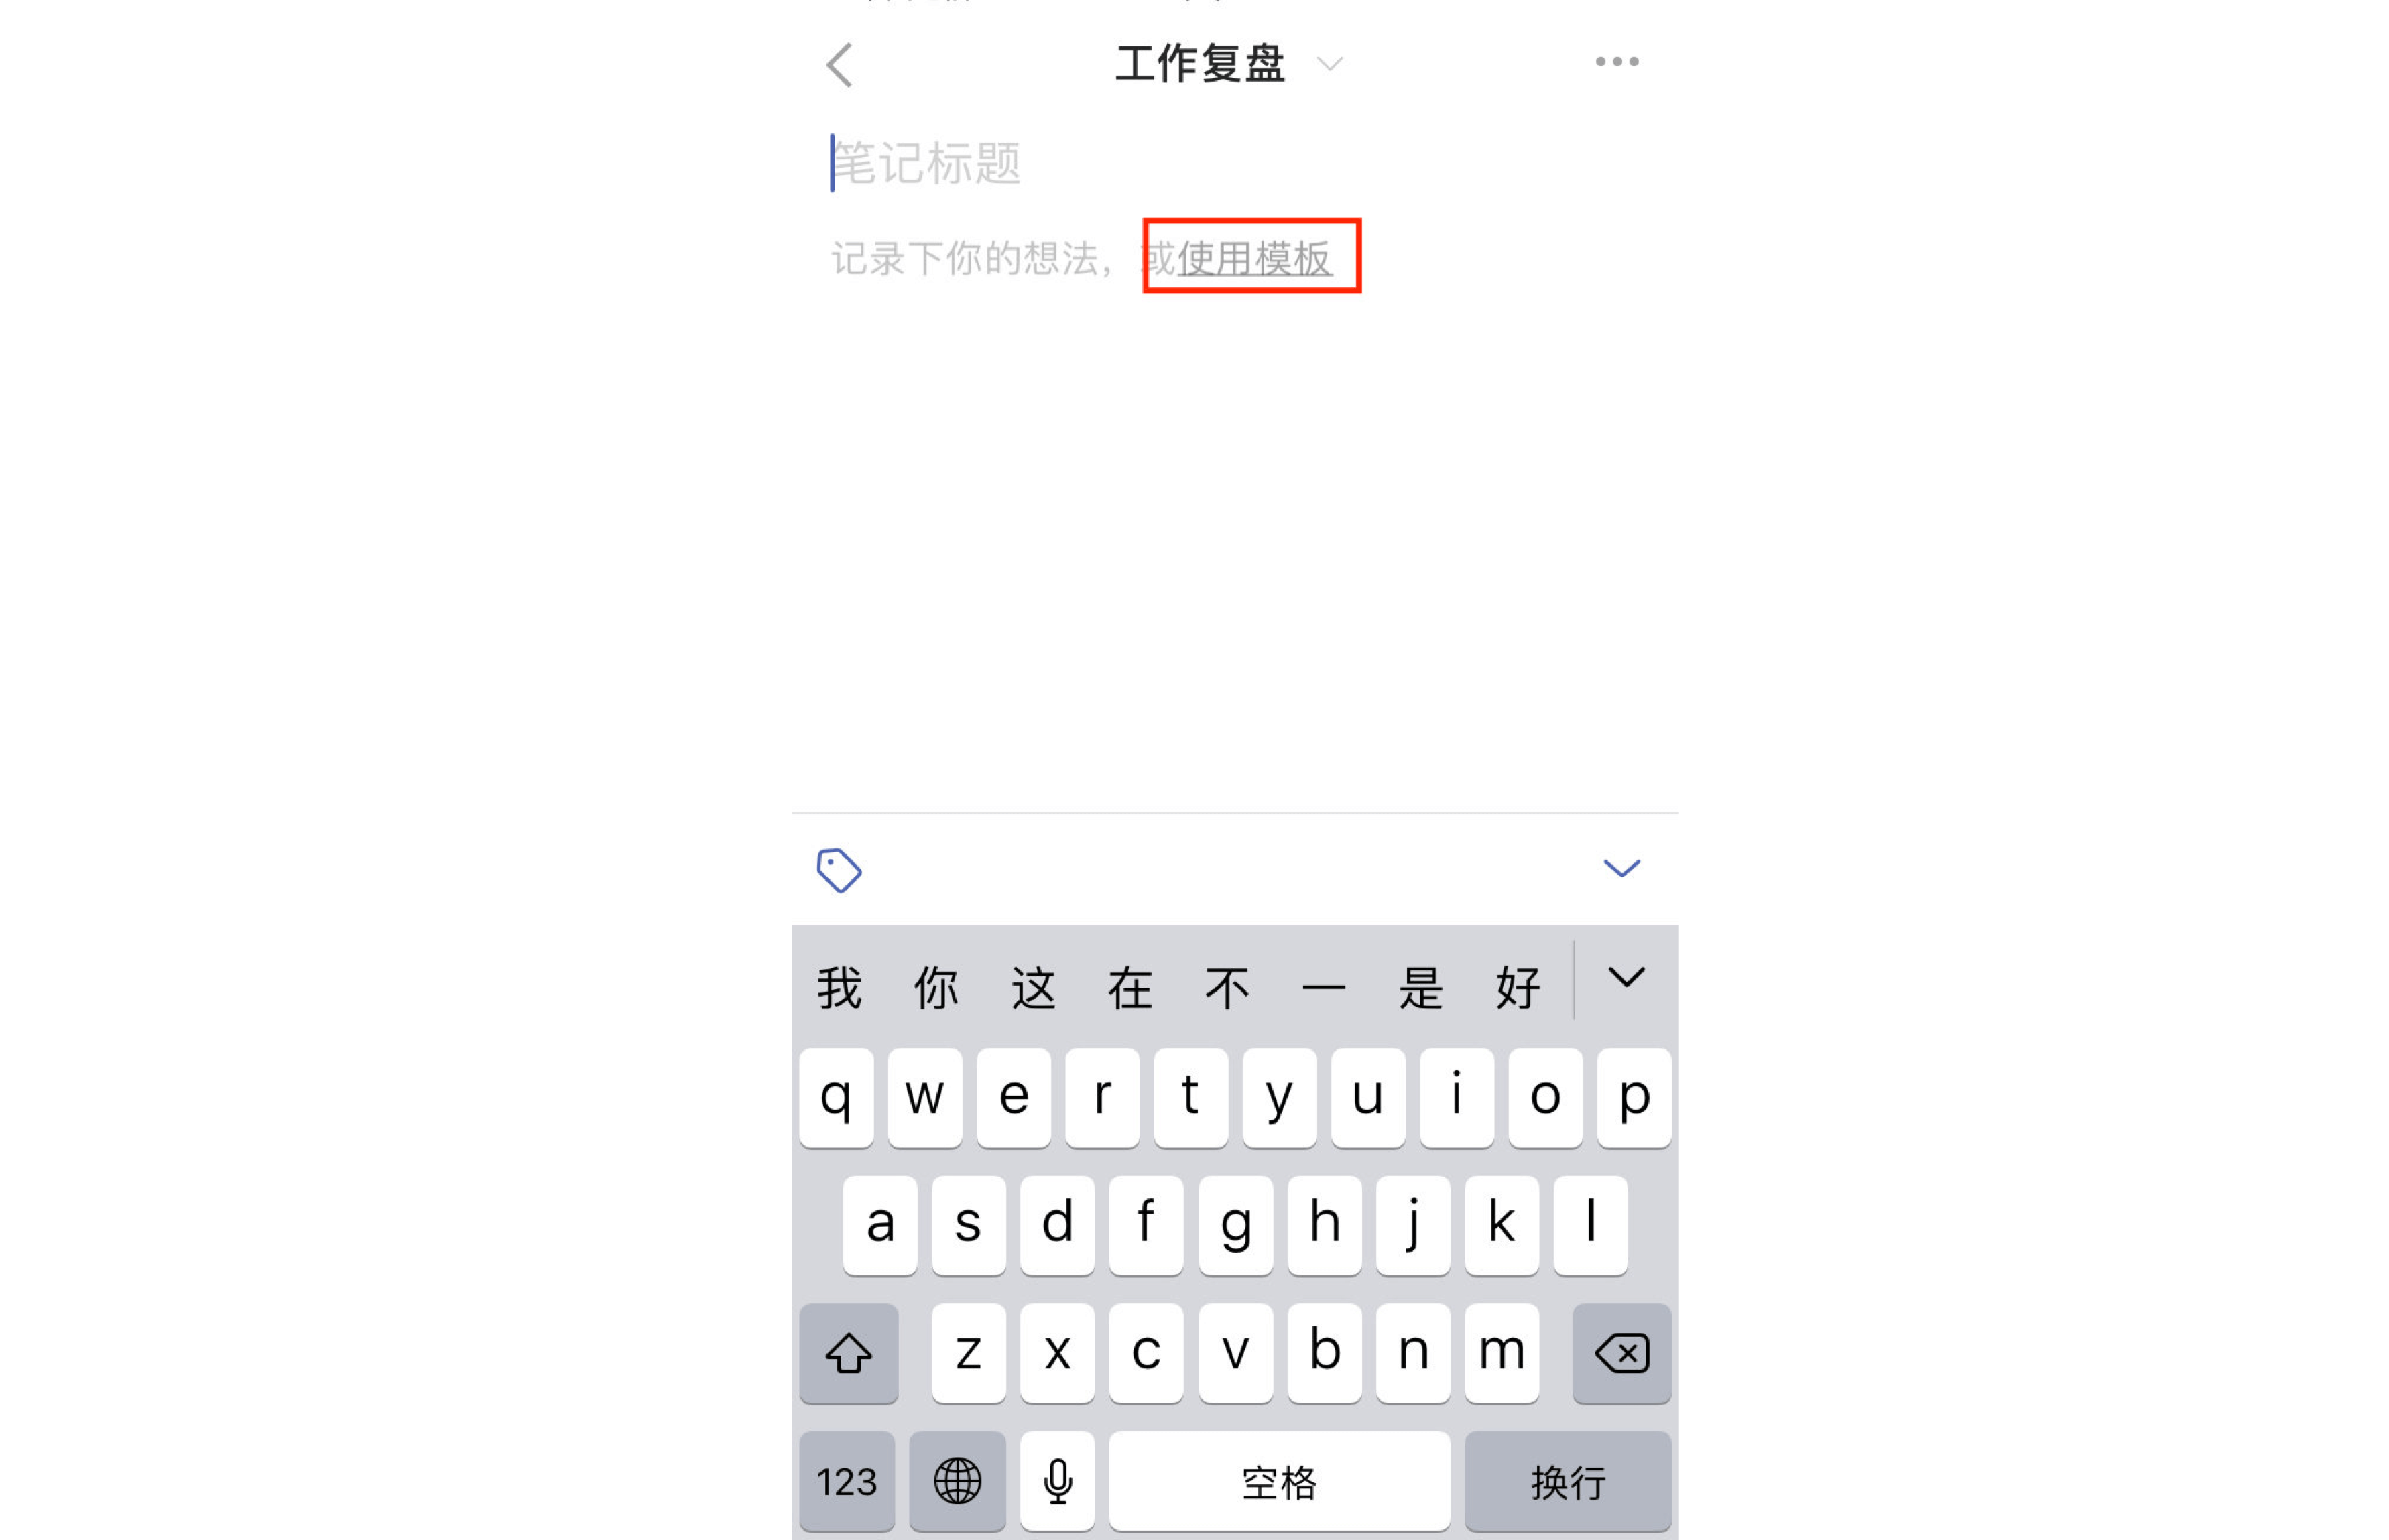 工作复盘
笔记标题
记录下你的想法，或使用模板
我 你 这 在 不 一 是 好
q w e r t y u i o p
a s d f g h j k l
z x c v b n m
123 空格 换行